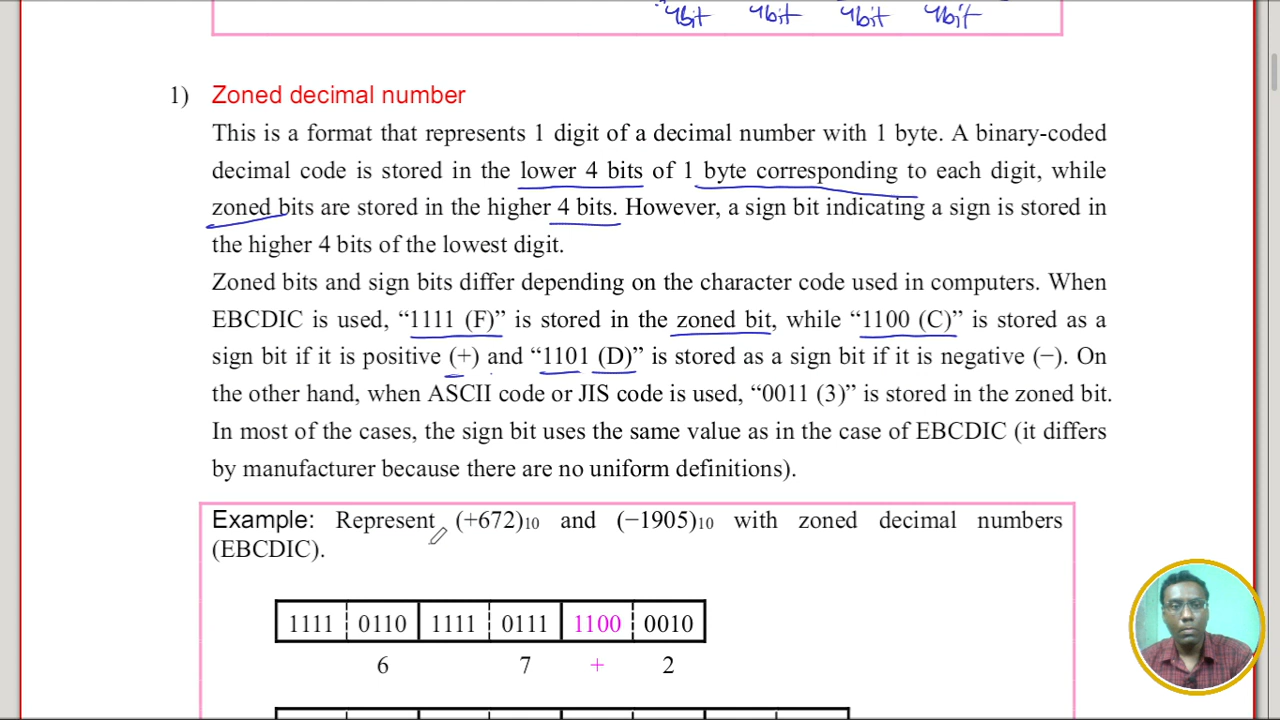 4bit 4bit 4bit 4bit
1) Zoned decimal number
This is a format that represents 1 digit of a decimal number with 1 byte. A binary-coded
decimal code is stored in the lower 4 bits of 1 byte corresponding to each digit, while
zoned bits are stored in the higher 4 bits. However, a sign bit indicating a sign is stored in
the higher 4 bits of the lowest digit.
Zoned bits and sign bits differ depending on the character code used in computers. When
EBCDIC is used, “1111 (F)” is stored in the zoned bit, while “1100 (C)” is stored as a
sign bit if it is positive (+) and “1101 (D)” is stored as a sign bit if it is negative (−). On
the other hand, when ASCII code or JIS code is used, “0011 (3)” is stored in the zoned bit.
In most of the cases, the sign bit uses the same value as in the case of EBCDIC (it differs
by manufacturer because there are no uniform definitions).
Example: Represent (+672)10 and (−1905)10 with zoned decimal numbers
(EBCDIC).
1111 0110 1111 0111 1100 0010
6 7 + 2